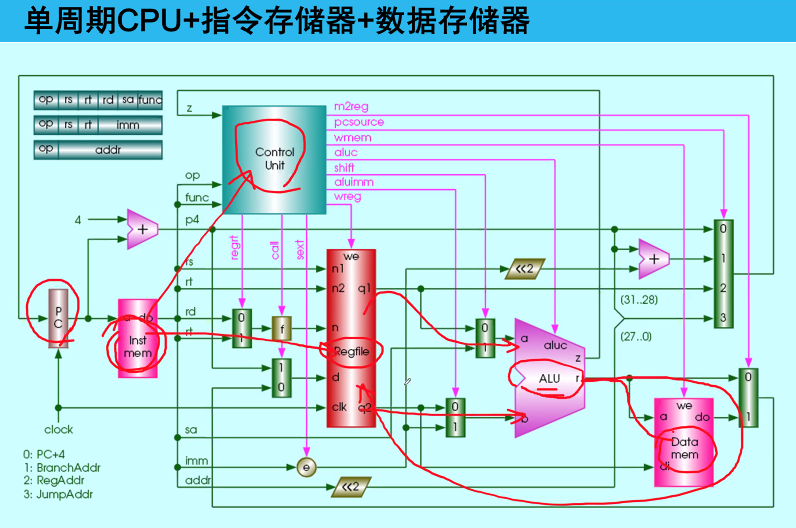 单周期CPU+指令存储器+数据存储器
op rs rt rd sa func
op rs rt imm
op addr
z
m2reg
pcsource
wmem
aluc
shift
aluimm
wreg
Control
Unit
op
func
4
+
p4
regrt
call
sext
we
rs
n1
rt
n2
q1
<<2
+
0
1
2
3
(31..28)
(27..0)
P
C
a
do
Inst
mem
rd
rt
0
1
f
n
Regfile
1
0
d
clk
q2
0
1
a
aluc
z
ALU
r
b
0
1
we
a
do
Data
mem
di
0
1
clock
sa
imm
e
addr
<<2
0: PC+4
1: BranchAddr
2: RegAddr
3: JumpAddr